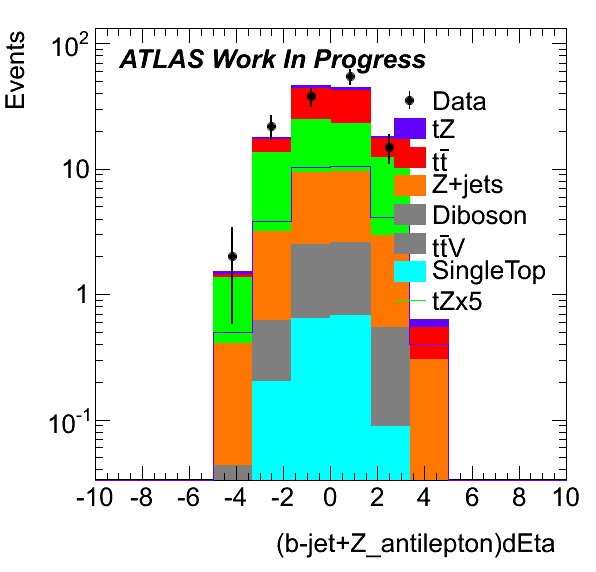 Events
10²
10
1
10⁻¹
ATLAS Work In Progress
Data
tZ
tt̄
Z+jets
Diboson
tt̄V
SingleTop
tZx5
-10 -8 -6 -4 -2 0 2 4 6 8 10
(b-jet+Z_antilepton)dEta